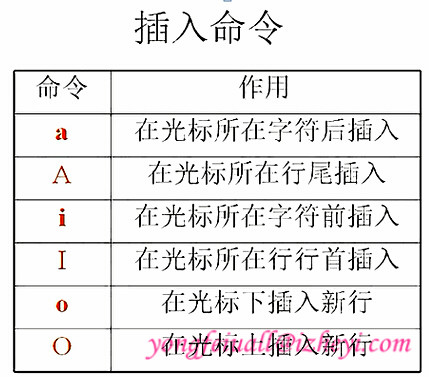 插入命令
命令 作用
a 在光标所在字符后插入
A 在光标所在行尾插入
i 在光标所在字符前插入
I 在光标所在行行首插入
o 在光标下插入新行
O 在光标上插入新行